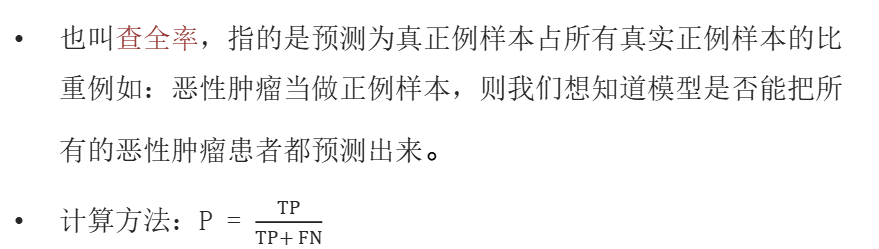 • 也叫查全率，指的是预测为真正例样本占所有真实正例样本的比
重例如：恶性肿瘤当做正例样本，则我们想知道模型是否能把所
有的恶性肿瘤患者都预测出来。
• 计算方法：P = TP / TP+ FN